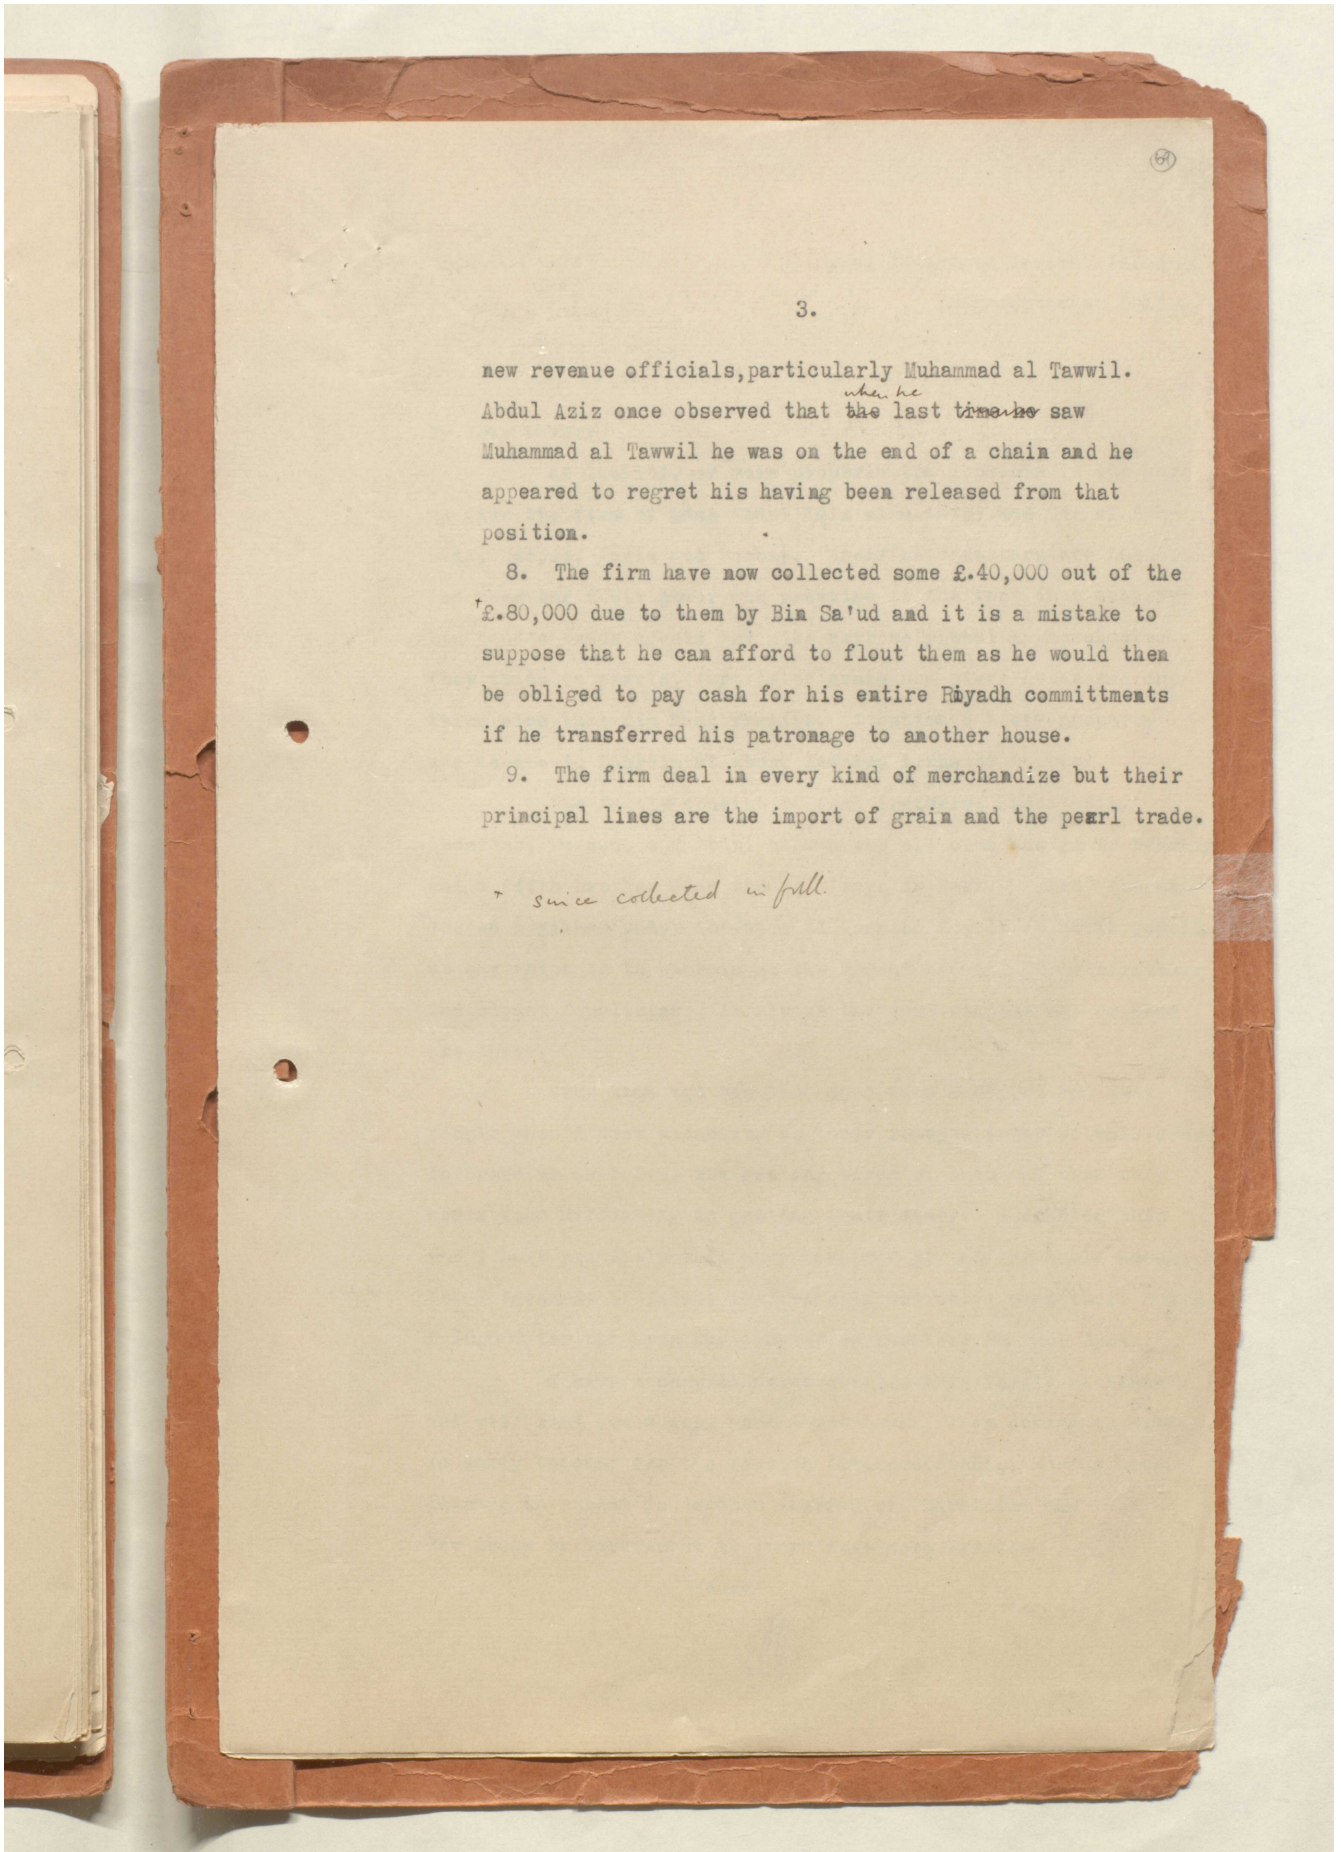 59
3.
new revenue officials,particularly Muhammad al Tawwil.
when he
Abdul Aziz once observed that the last time he saw
Muhammad al Tawwil he was on the end of a chain and he
appeared to regret his having been released from that
position.
8. The firm have now collected some £.40,000 out of the
+£.80,000 due to them by Bin Sa'ud and it is a mistake to
suppose that he can afford to flout them as he would then
be obliged to pay cash for his entire Riyadh committments
if he transferred his patronage to another house.
9. The firm deal in every kind of merchandize but their
principal lines are the import of grain and the pearl trade.
+ since collected in full.